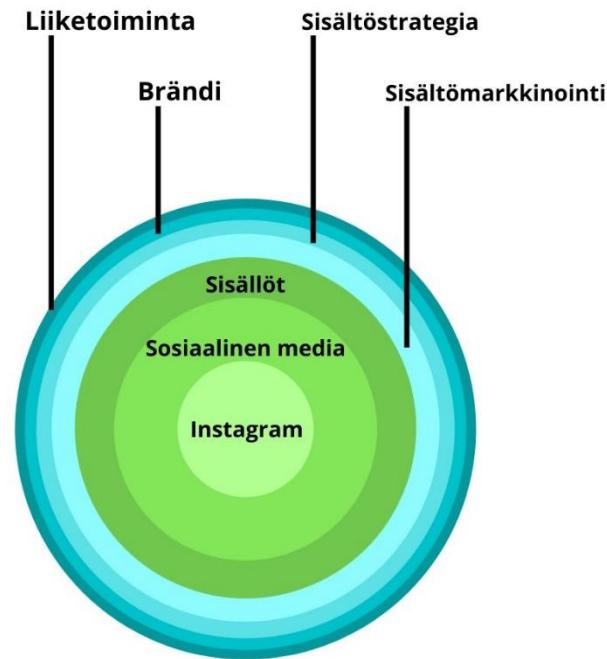 Liiketoiminta
Sisältöstrategia
Brändi
Sisältömarkkinointi
Sisällöt
Sosiaalinen media
Instagram